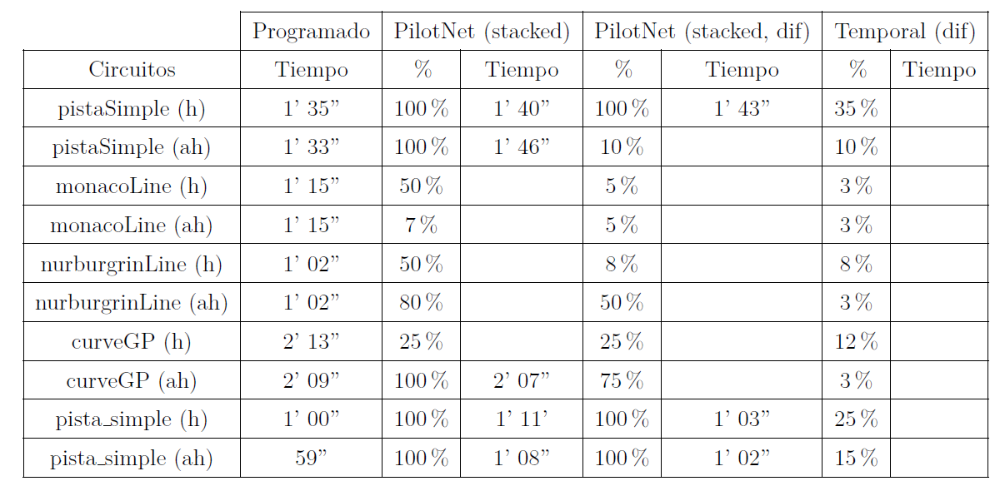 Programado PilotNet (stacked) PilotNet (stacked, dif) Temporal (dif)
Circuitos Tiempo % Tiempo % Tiempo % Tiempo
pistaSimple (h) 1' 35" 100 % 1' 40" 100 % 1' 43" 35 %
pistaSimple (ah) 1' 33" 100 % 1' 46" 10 % 10 %
monacoLine (h) 1' 15" 50 % 5 % 3 %
monacoLine (ah) 1' 15" 7 % 5 % 3 %
nurburgrinLine (h) 1' 02" 50 % 8 % 8 %
nurburgrinLine (ah) 1' 02" 80 % 50 % 3 %
curveGP (h) 2' 13" 25 % 25 % 12 %
curveGP (ah) 2' 09" 100 % 2' 07" 75 % 3 %
pista_simple (h) 1' 00" 100 % 1' 11' 100 % 1' 03" 25 %
pista_simple (ah) 59" 100 % 1' 08" 100 % 1' 02" 15 %